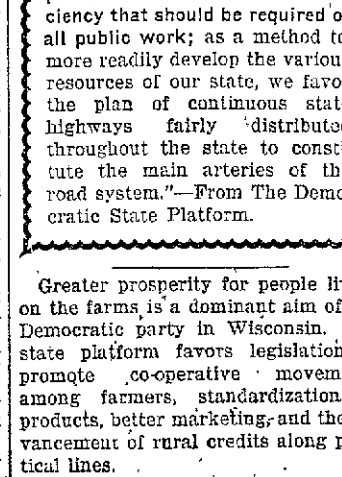 ciency that should be required o
all public work; as a method to
more readily develop the variou
resources of our state, we favo
the plan of continuous stat
highways fairly distribute
throughout the state to const
tute the main arteries of th
road system."—From The Demo
cratic State Platform.
Greater prosperity for people li
on the farms, is a dominant aim of
Democratic party in Wisconsin.
state platform favors legislation
promote co-operative movem
among farmers, standardization
products, better marketing, and the
vancement of rural credits along p
tical lines.